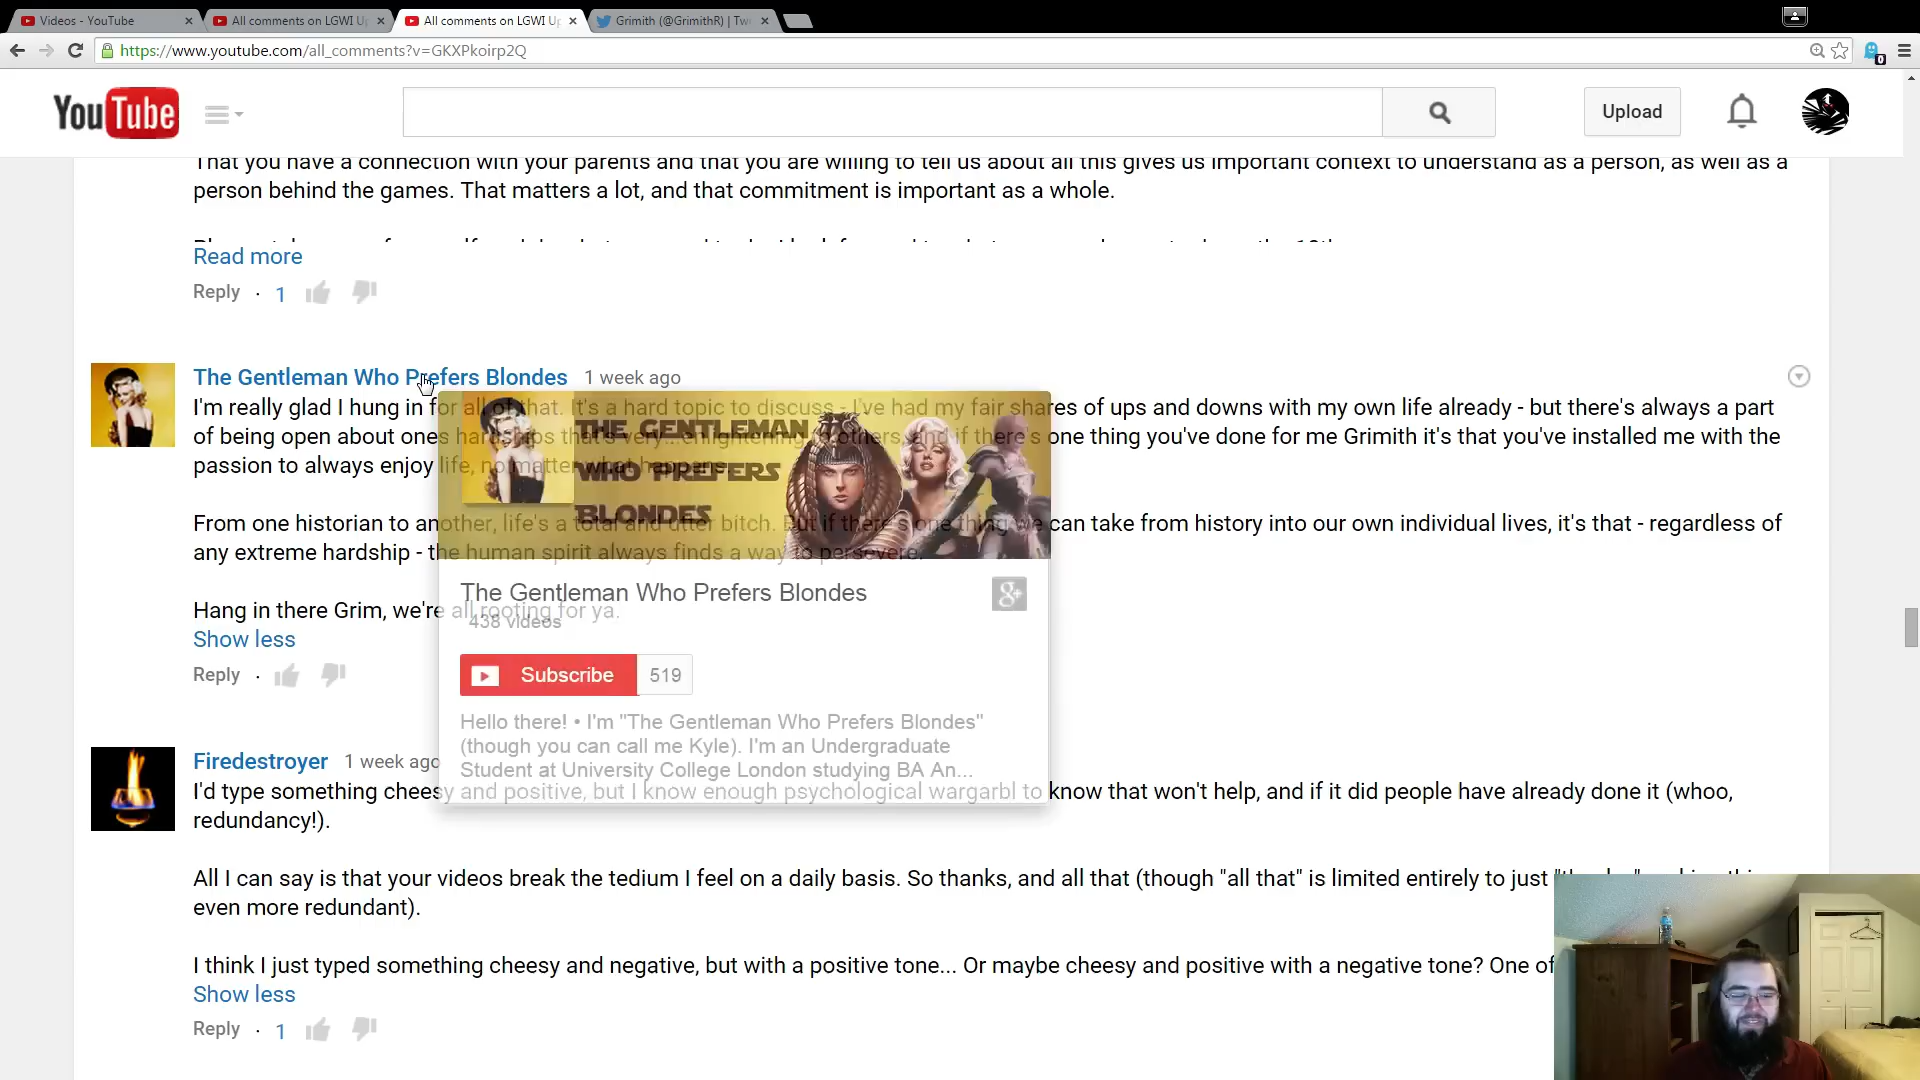 Videos - YouTube
All comments on LGWI Up
All comments on LGWI Up
Grimith (@GrimithR) | Tw
https://www.youtube.com/all_comments?v=GKXPkoirp2Q
0
YouTube
Upload
That you have a connection with your parents and that you are willing to tell us about all this gives us important context to understand as a person, as well as a
person behind the games. That matters a lot, and that commitment is important as a whole.
Read more
Reply · 1
The Gentleman Who Prefers Blondes 1 week ago
I'm really glad I hung in for all of that. It's a hard topic to discuss - I've had my fair shares of ups and downs with my own life already - but there's always a part
of being open about ones hardships that's very... enlightening to others, and if there's one thing you've done for me Grimith it's that you've installed me with the
passion to always enjoy life, no matter what happens.
From one historian to another, life's a total and utter bitch. But if there's one thing we can take from history into our own individual lives, it's that - regardless of
any extreme hardship - the human spirit always finds a way to persevere.
Hang in there Grim, we're all rooting for ya.
Show less
Reply ·
THE GENTLEMAN
WHO PREFERS
BLONDES
The Gentleman Who Prefers Blondes
g+
438 videos
Subscribe 519
Hello there! • I'm "The Gentleman Who Prefers Blondes"
(though you can call me Kyle). I'm an Undergraduate
Student at University College London studying BA An...
Firedestroyer 1 week ago
I'd type something cheesy and positive, but I know enough psychological wargarbl to know that won't help, and if it did people have already done it (whoo,
redundancy!).
All I can say is that your videos break the tedium I feel on a daily basis. So thanks, and all that (though "all that" is limited entirely to just
even more redundant).
I think I just typed something cheesy and negative, but with a positive tone... Or maybe cheesy and positive with a negative tone? One of
Show less
Reply · 1